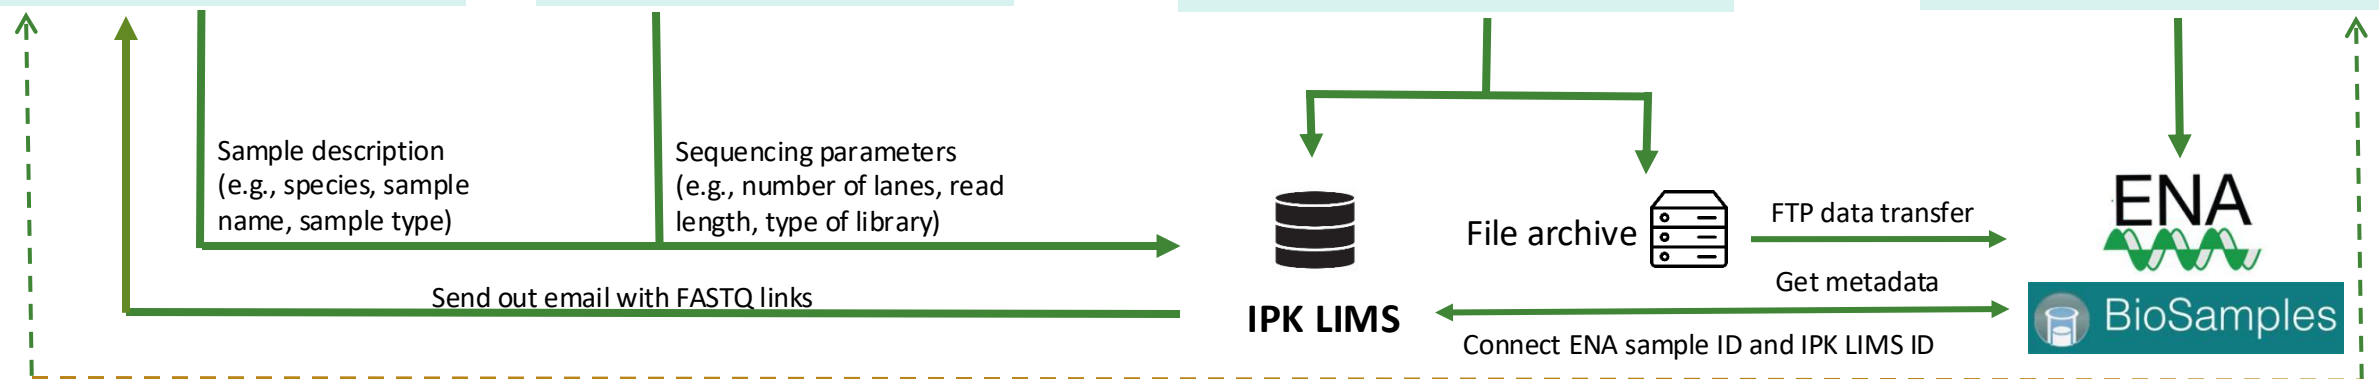 Sample description
(e.g., species, sample
name, sample type)
Sequencing parameters
(e.g., number of lanes, read
length, type of library)
Send out email with FASTQ links
IPK LIMS
File archive
FTP data transfer
Get metadata
Connect ENA sample ID and IPK LIMS ID
ENA
BioSamples